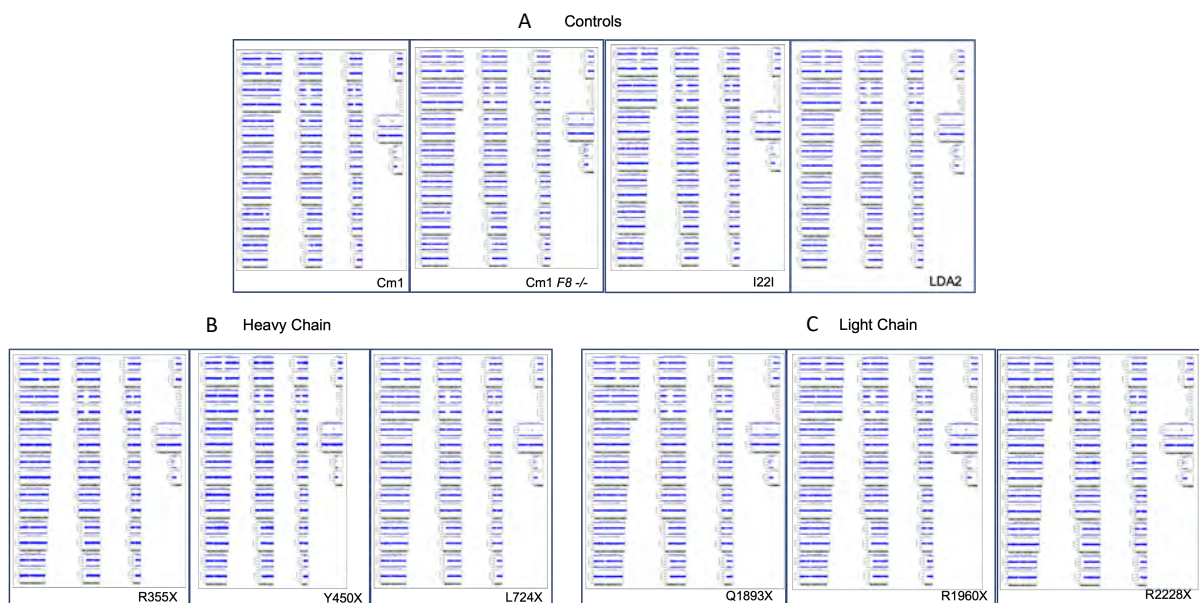 A Controls
Cm1
Cm1 F8 -/-
I22I
LDA2
B Heavy Chain
C Light Chain
R355X
Y450X
L724X
Q1893X
R1960X
R2228X